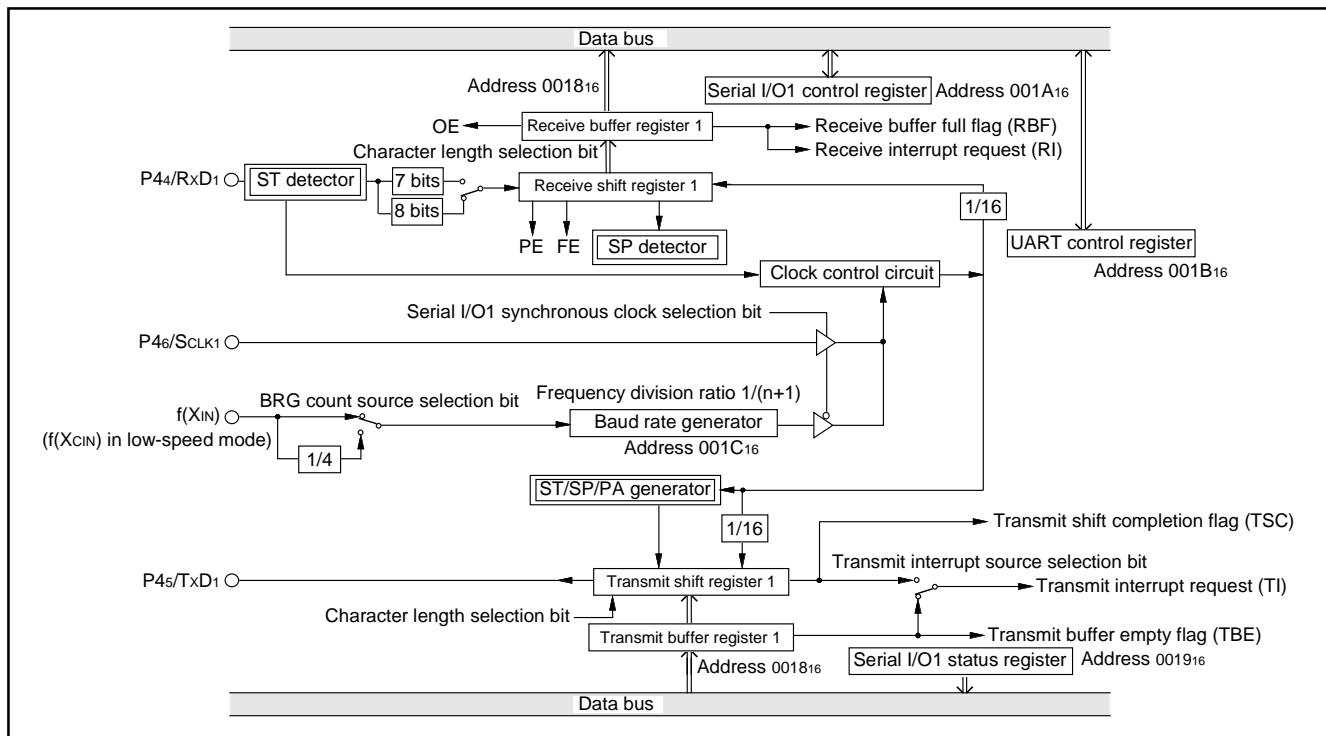 Data bus
Address 001816
Serial I/O1 control register Address 001A16
OE Receive buffer register 1 Receive buffer full flag (RBF)
Character length selection bit Receive interrupt request (RI)
P44/RXD1 ST detector 7 bits Receive shift register 1
8 bits 1/16
PE FE SP detector UART control register
Clock control circuit Address 001B16
Serial I/O1 synchronous clock selection bit
P46/SCLK1
BRG count source selection bit Frequency division ratio 1/(n+1)
f(XIN) Baud rate generator
(f(XCIN) in low-speed mode) Address 001C16
1/4
ST/SP/PA generator
1/16 Transmit shift completion flag (TSC)
Transmit interrupt source selection bit
P45/TXD1 Transmit shift register 1 Transmit interrupt request (TI)
Character length selection bit
Transmit buffer register 1 Transmit buffer empty flag (TBE)
Address 001816 Serial I/O1 status register Address 001916
Data bus